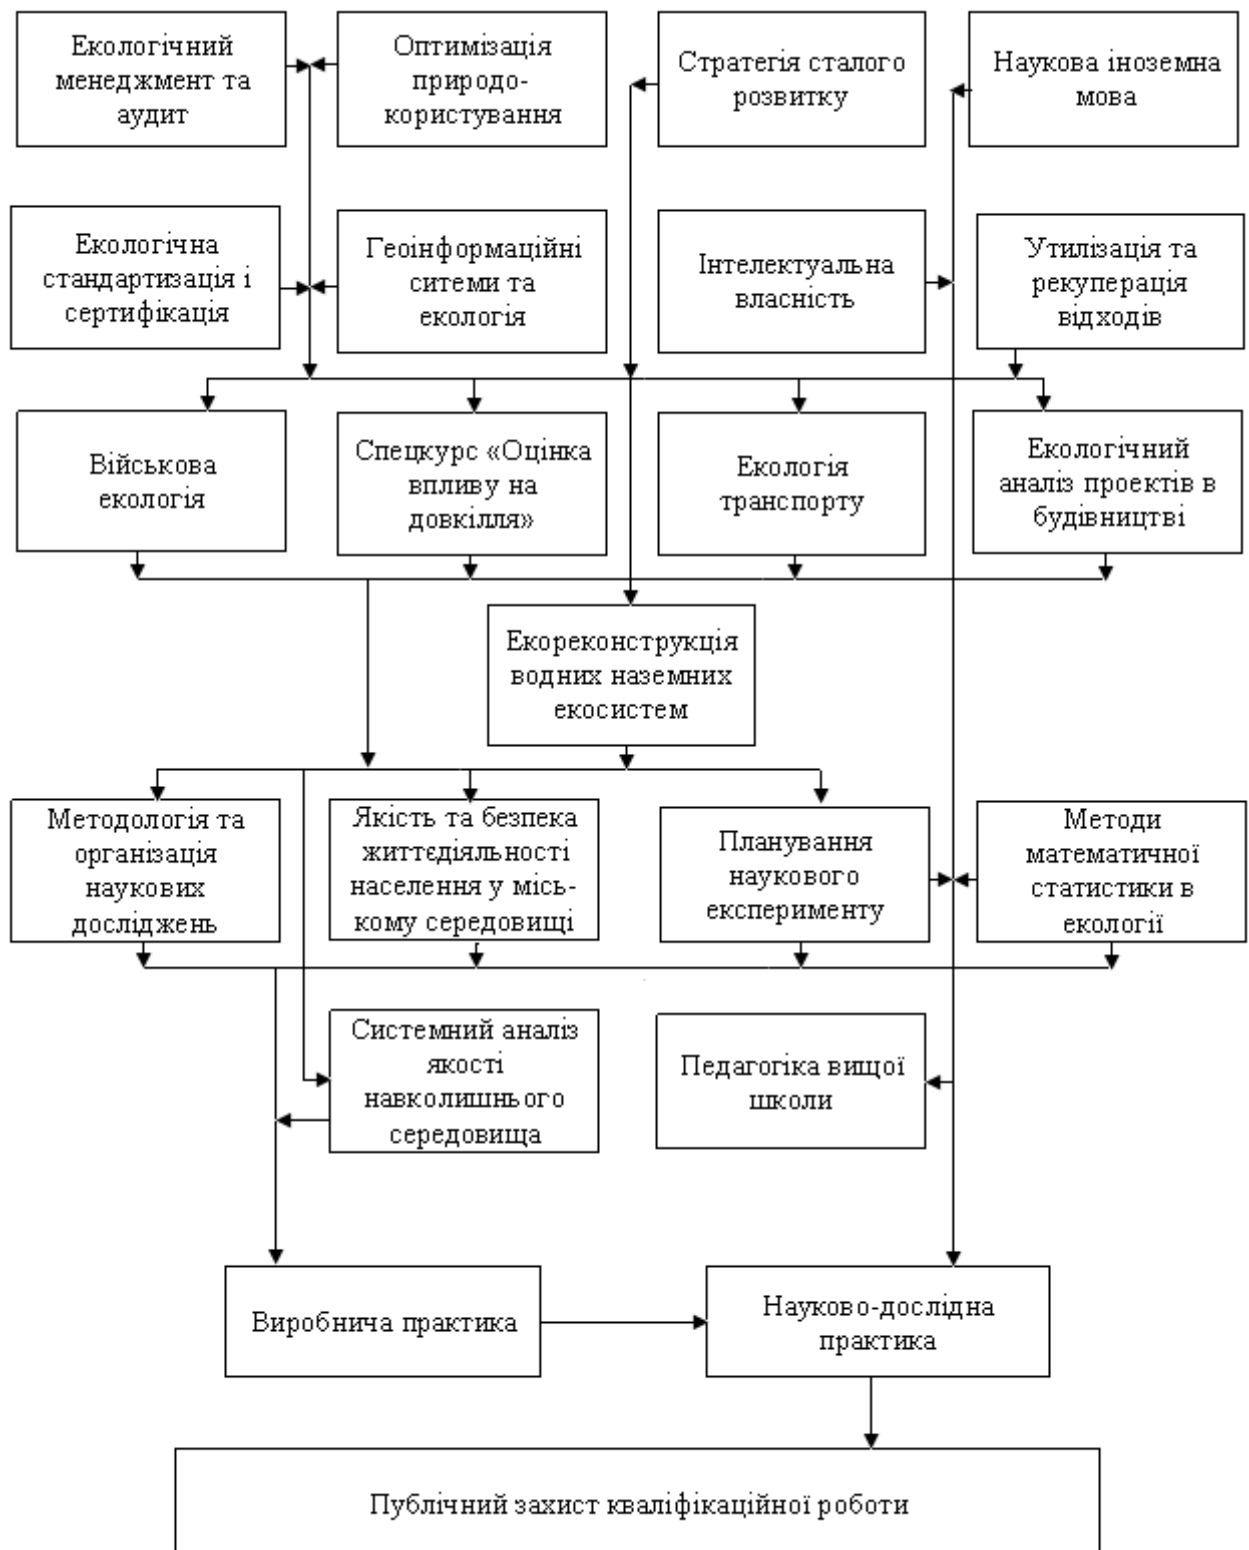 Екологічний
менеджмент та
аудит
Оптимізація
природо-
користування
Стратегія сталого
розвитку
Наукова іноземна
мова
Екологічна
стандартизація і
сертифікація
Геоінформаційні
ситеми та
екологія
Інтелектуальна
власність
Утилізація та
рекуперація
відходів
Військова
екологія
Спецкурс «Оцінка
впливу на
довкілля»
Екологія
транспорту
Екологічний
аналіз проектів в
будівництві
Екореконструкція
водних наземних
екосистем
Методологія та
організація
наукових
досліджень
Якість та безпека
життєдіяльності
населення у місь-
кому середовищі
Планування
наукового
експерименту
Методи
математичної
статистики в
екології
Системний аналіз
якості
навколишнього
середовища
Педагогіка вищої
школи
Виробнича практика
Науково-дослідна
практика
Публічний захист кваліфікаційної роботи